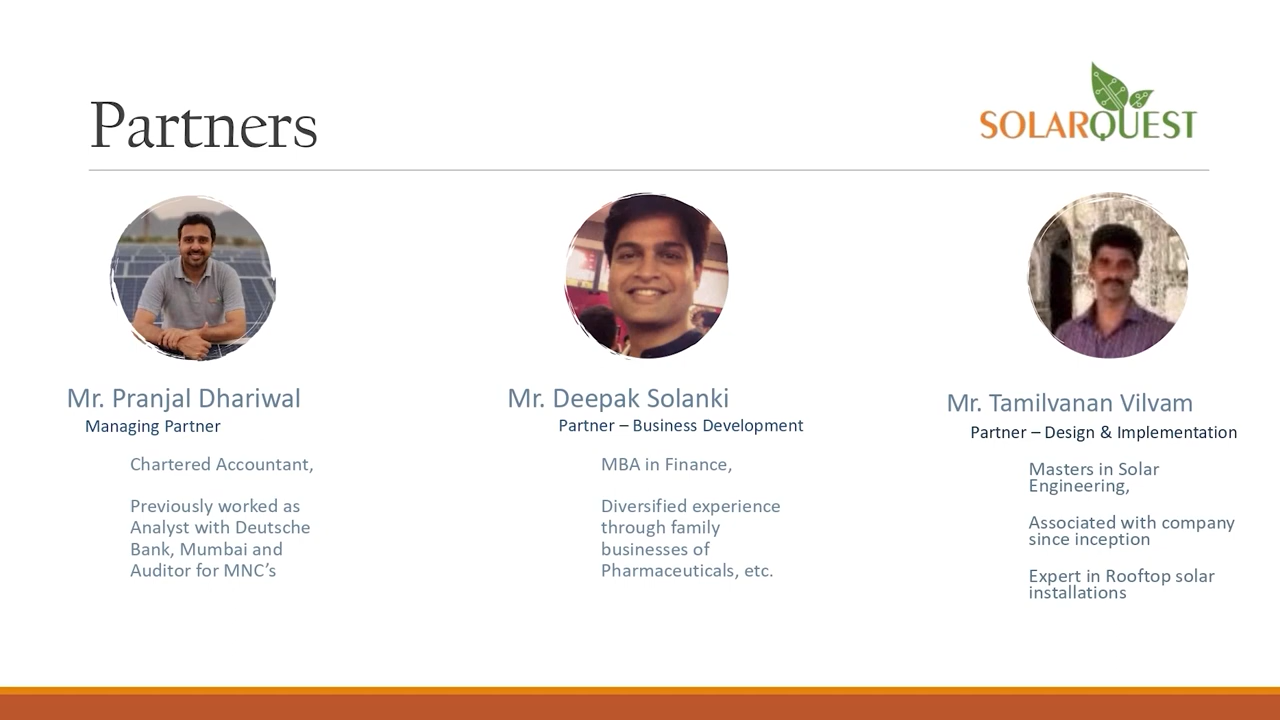 Partners
SOLARQUEST
Mr. Pranjal Dhariwal
Managing Partner
Chartered Accountant,
Previously worked as
Analyst with Deutsche
Bank, Mumbai and
Auditor for MNC’s
Mr. Deepak Solanki
Partner – Business Development
MBA in Finance,
Diversified experience
through family
businesses of
Pharmaceuticals, etc.
Mr. Tamilvanan Vilvam
Partner – Design & Implementation
Masters in Solar
Engineering,
Associated with company
since inception
Expert in Rooftop solar
installations